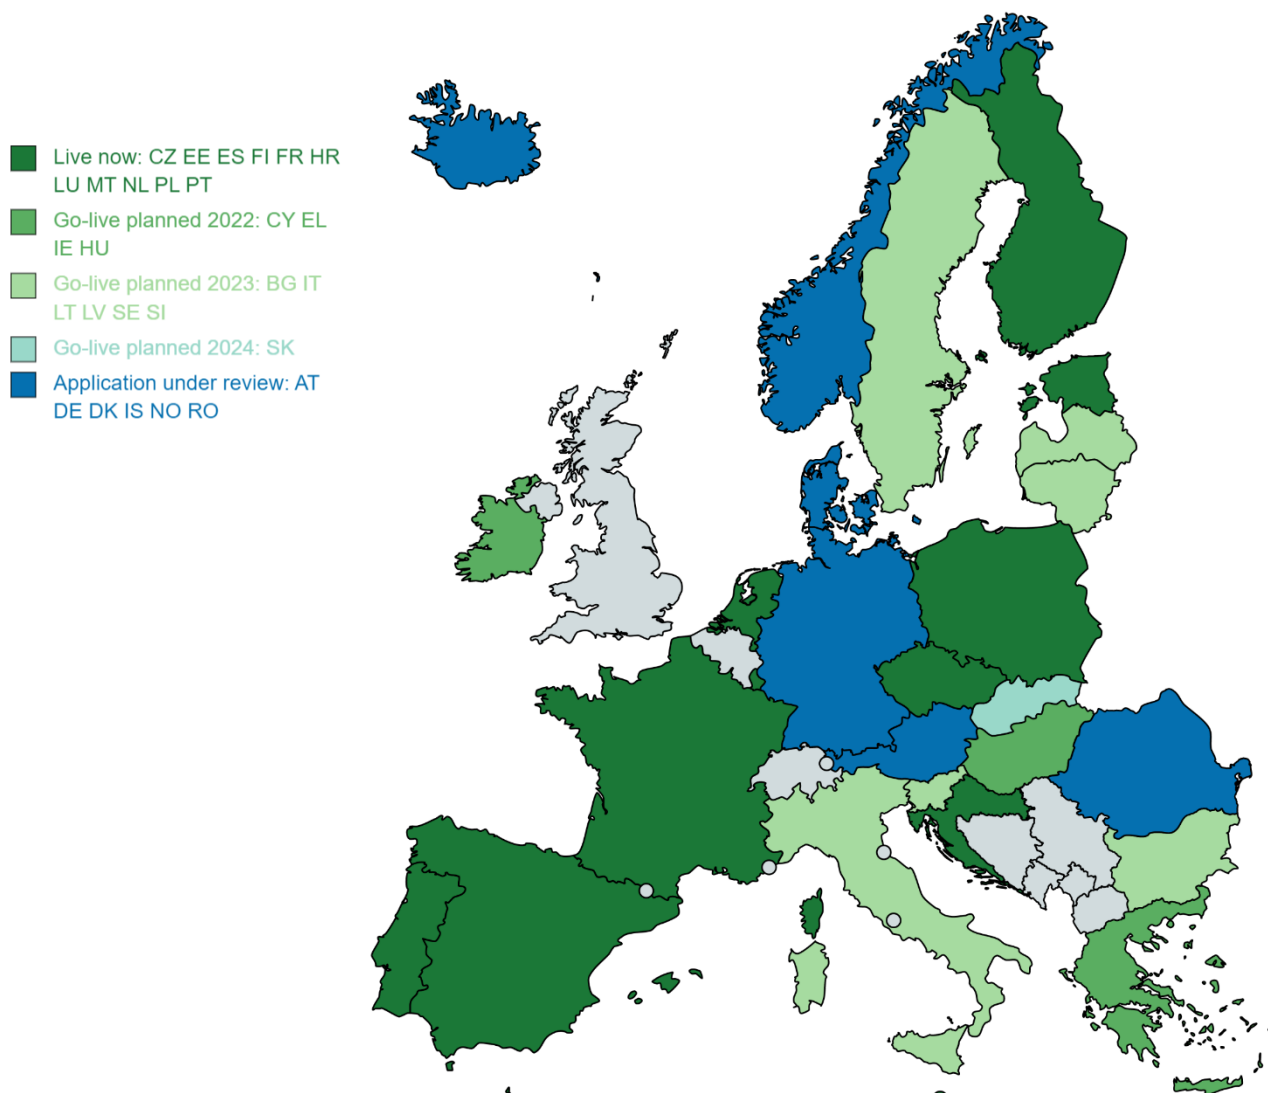 Live now: CZ EE ES FI FR HR
LU MT NL PL PT
Go-live planned 2022: CY EL
IE HU
Go-live planned 2023: BG IT
LT LV SE SI
Go-live planned 2024: SK
Application under review: AT
DE DK IS NO RO